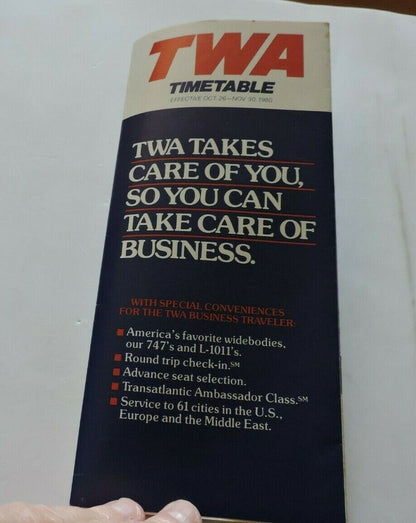 TWA
TIMETABLE
EFFECTIVE OCT. 26–NOV. 30, 1980
TWA TAKES
CARE OF YOU,
SO YOU CAN
TAKE CARE OF
BUSINESS.
WITH SPECIAL CONVENIENCES
FOR THE TWA BUSINESS TRAVELER:
■ America's favorite widebodies,
our 747's and L-1011's.
■ Round trip check-in.℠
■ Advance seat selection.
■ Transatlantic Ambassador Class.℠
■ Service to 61 cities in the U.S.,
Europe and the Middle East.